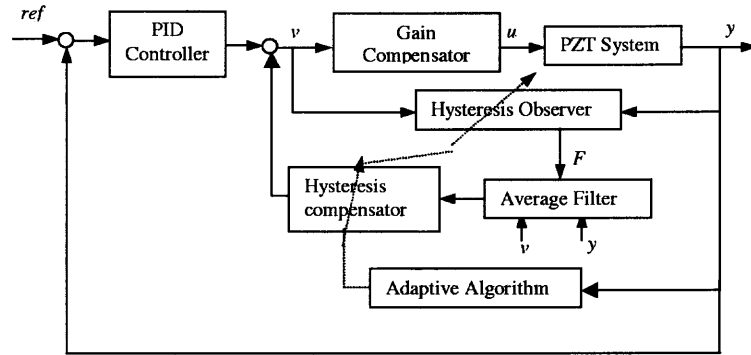 ref
PID
Controller
v
Gain
Compensator
u
PZT System
y
Hysteresis Observer
F
Hysteresis
compensator
Average Filter
v
y
Adaptive Algorithm